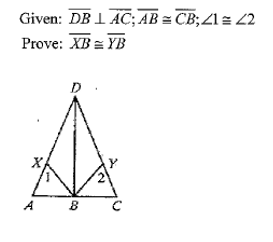 Given: DB ⊥ AC; AB ≅ CB; ∠1 ≅ ∠2
Prove: XB ≅ YB
D
X Y
1 2
A B C